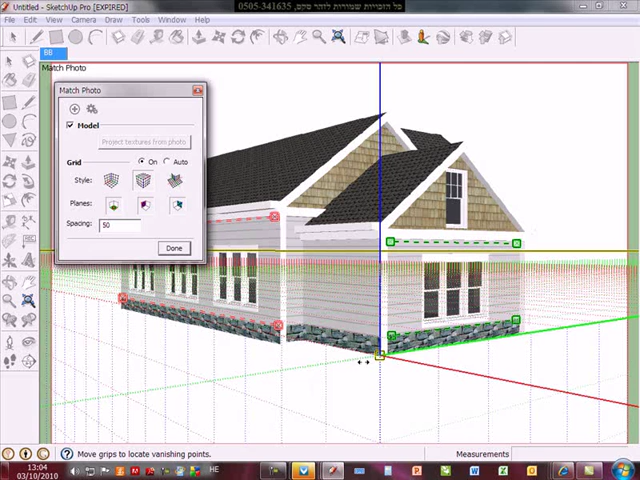 Untitled - SketchUp Pro [EXPIRED]
כל הזכויות שמורות לזהר סקס, 0505-341635
File Edit View Camera Draw Tools Window Help
BB
Match Photo
Match Photo
Model
Project textures from photo
Grid On Auto
Style:
Planes:
Spacing: 50
Done
Move grips to locate vanishing points.
Measurements
13:04
03/10/2010
HE